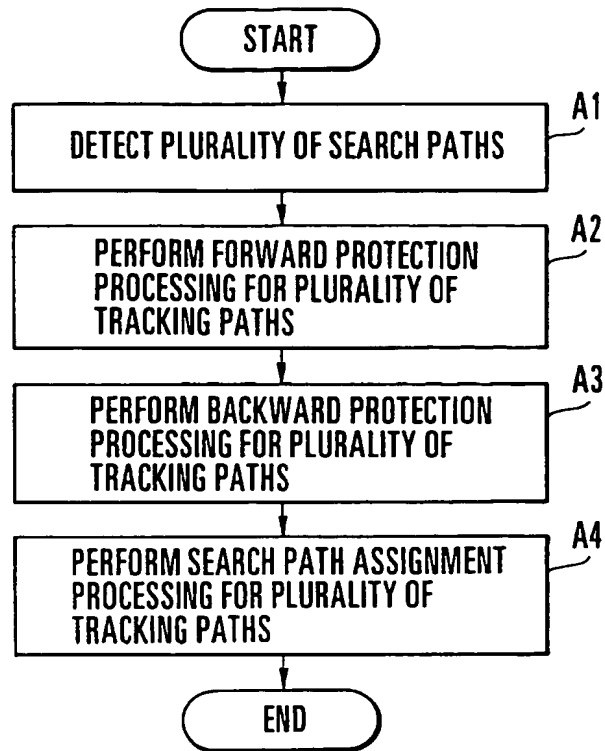 START
A1
DETECT PLURALITY OF SEARCH PATHS
A2
PERFORM FORWARD PROTECTION
PROCESSING FOR PLURALITY OF
TRACKING PATHS
A3
PERFORM BACKWARD PROTECTION
PROCESSING FOR PLURALITY OF
TRACKING PATHS
A4
PERFORM SEARCH PATH ASSIGNMENT
PROCESSING FOR PLURALITY OF
TRACKING PATHS
END